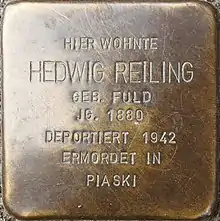 HIER WOHNTE
HEDWIG REILING
GEB. FULD
JG. 1880
DEPORTIERT 1942
ERMORDET IN
PIASKI